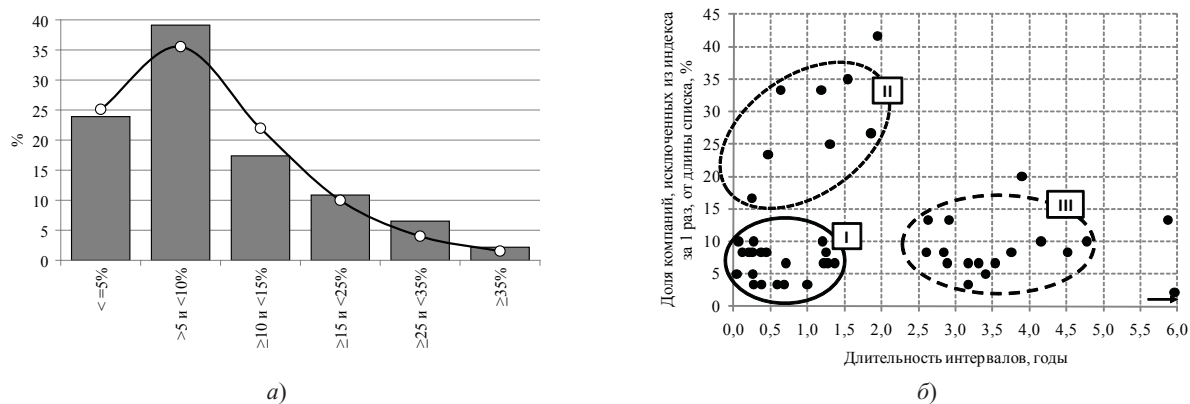 40
35
30
25
20
15
10
5
0
%
< =5%
>5 и <10%
≥10 и <15%
≥15 и <25%
≥25 и <35%
≥35%
а)
Доля компаний, исключенных из индекса
за 1 раз, от длины списка, %
45
40
35
30
25
20
15
10
5
0
II
III
I
0,0 0,5 1,0 1,5 2,0 2,5 3,0 3,5 4,0 4,5 5,0 5,5 6,0
Длительность интервалов, годы
б)